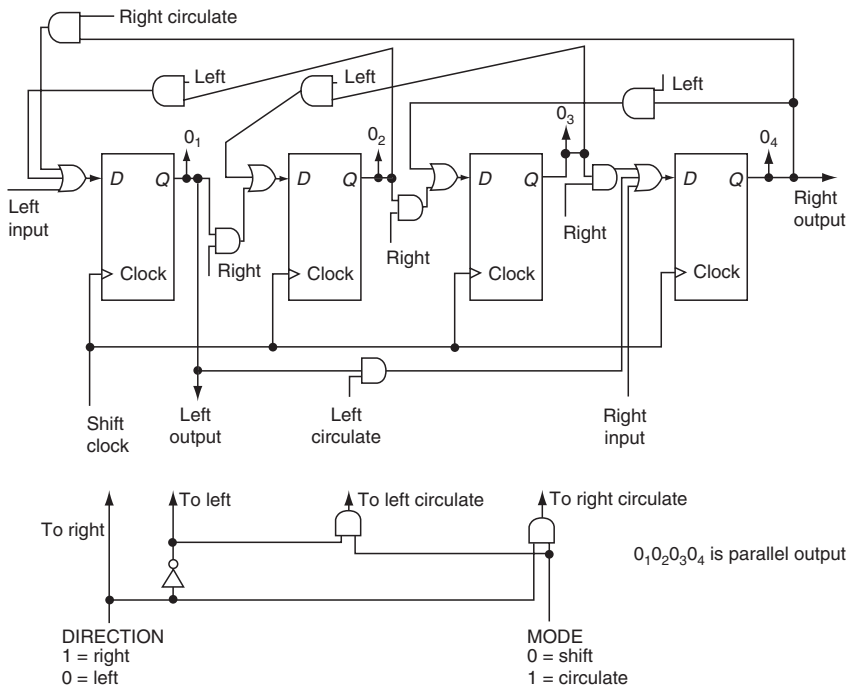 Right circulate
Left
Left
Left
0₁
0₂
0₃
0₄
D
Q
D
Q
D
Q
D
Q
Left
input
Right
output
Right
Right
Right
Clock
Clock
Clock
Clock
Shift
clock
Left
output
Left
circulate
Right
input
To right
To left
To left circulate
To right circulate
0₁0₂0₃0₄ is parallel output
DIRECTION
1 = right
0 = left
MODE
0 = shift
1 = circulate